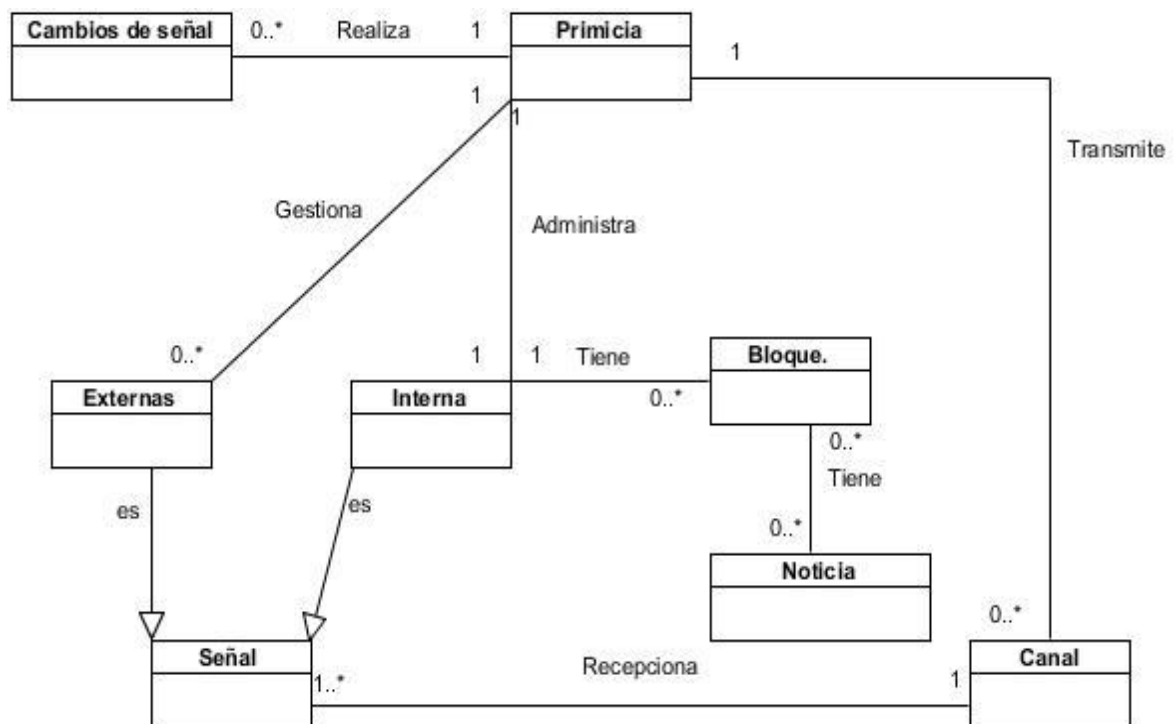 Cambios de señal
0..*
Realiza
1
Primicia
1
1
1
Transmite
Gestiona
Administra
0..*
1
1
Tiene
0..*
Bloque.
Externas
Interna
0..*
Tiene
0..*
es
es
Noticia
0..*
Señal
1..*
Recepciona
1
Canal